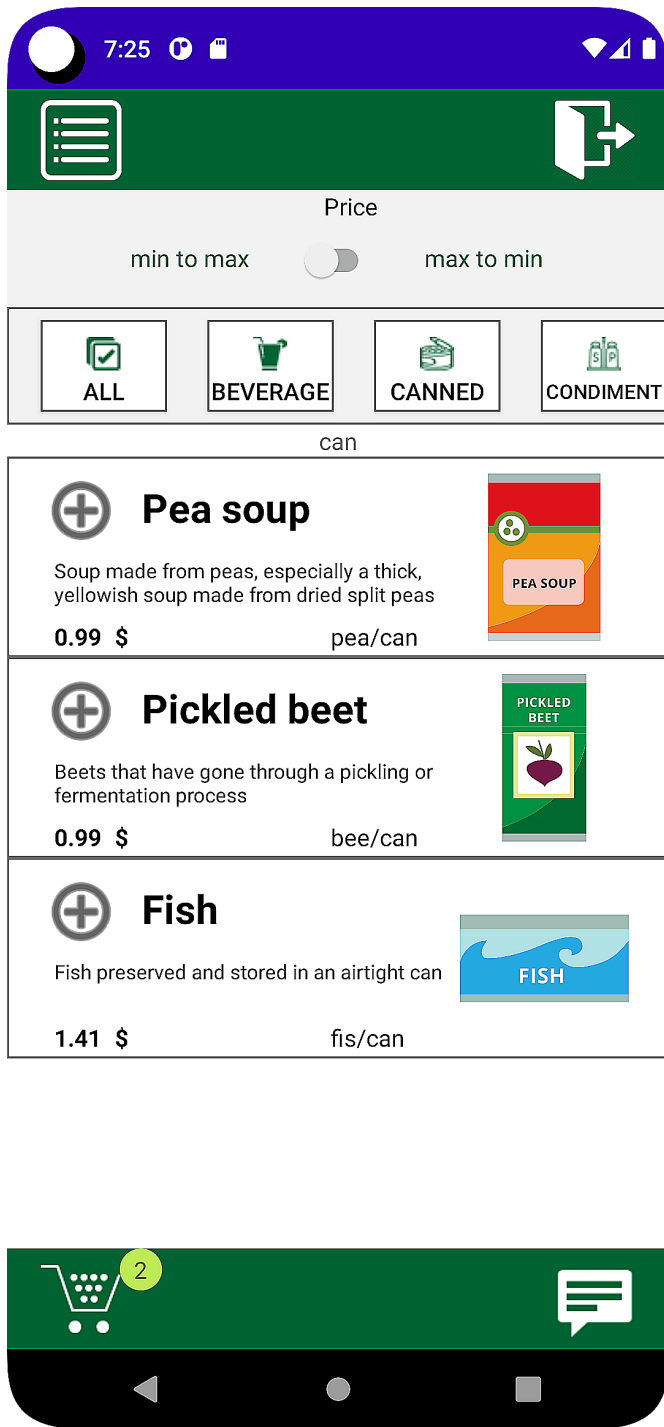 7:25
Price
min to max
max to min
ALL
BEVERAGE
CANNED
CONDIMENT
S P
can
Pea soup
Soup made from peas, especially a thick,
yellowish soup made from dried split peas
0.99 $
pea/can
PEA SOUP
Pickled beet
Beets that have gone through a pickling or
fermentation process
0.99 $
bee/can
PICKLED
BEET
Fish
Fish preserved and stored in an airtight can
1.41 $
fis/can
FISH
2